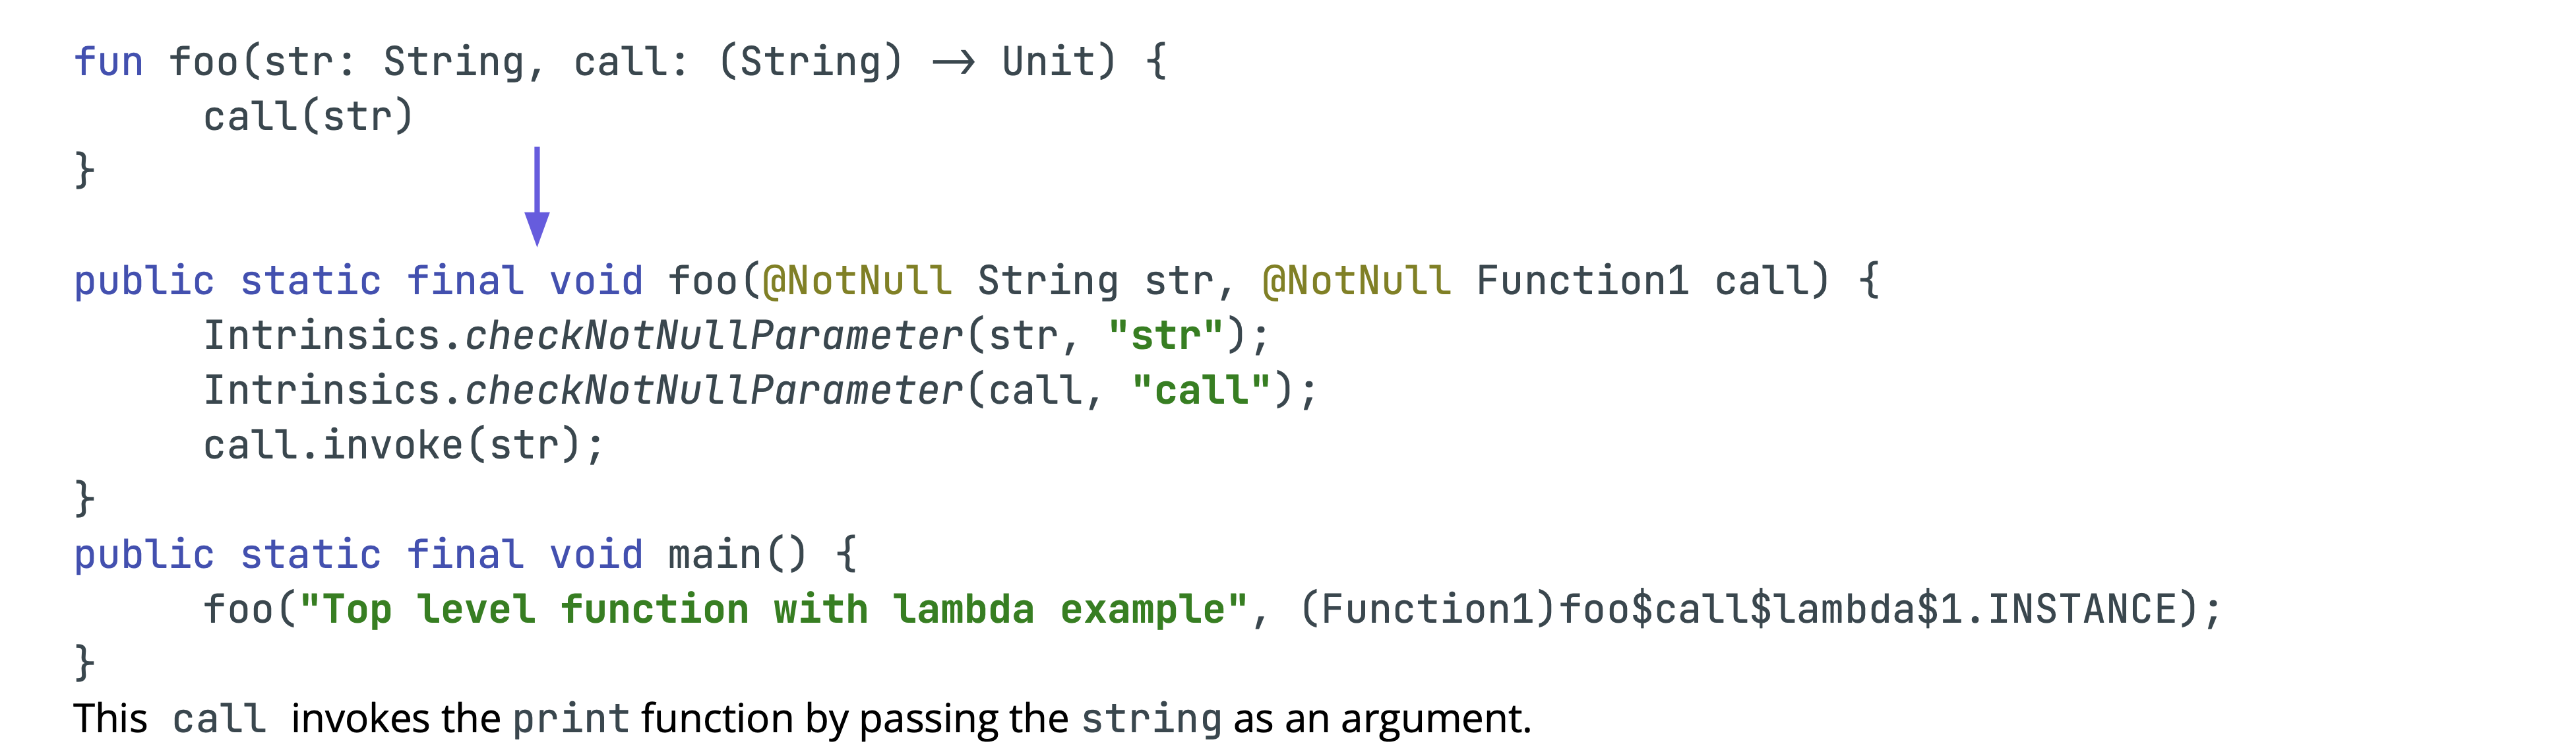 fun foo(str: String, call: (String) -> Unit) {
call(str)
}
public static final void foo(@NotNull String str, @NotNull Function1 call) {
Intrinsics.checkNotNullParameter(str, "str");
Intrinsics.checkNotNullParameter(call, "call");
call.invoke(str);
}
public static final void main() {
foo("Top level function with lambda example", (Function1)foo$call$lambda$1.INSTANCE);
}
This call invokes the print function by passing the string as an argument.